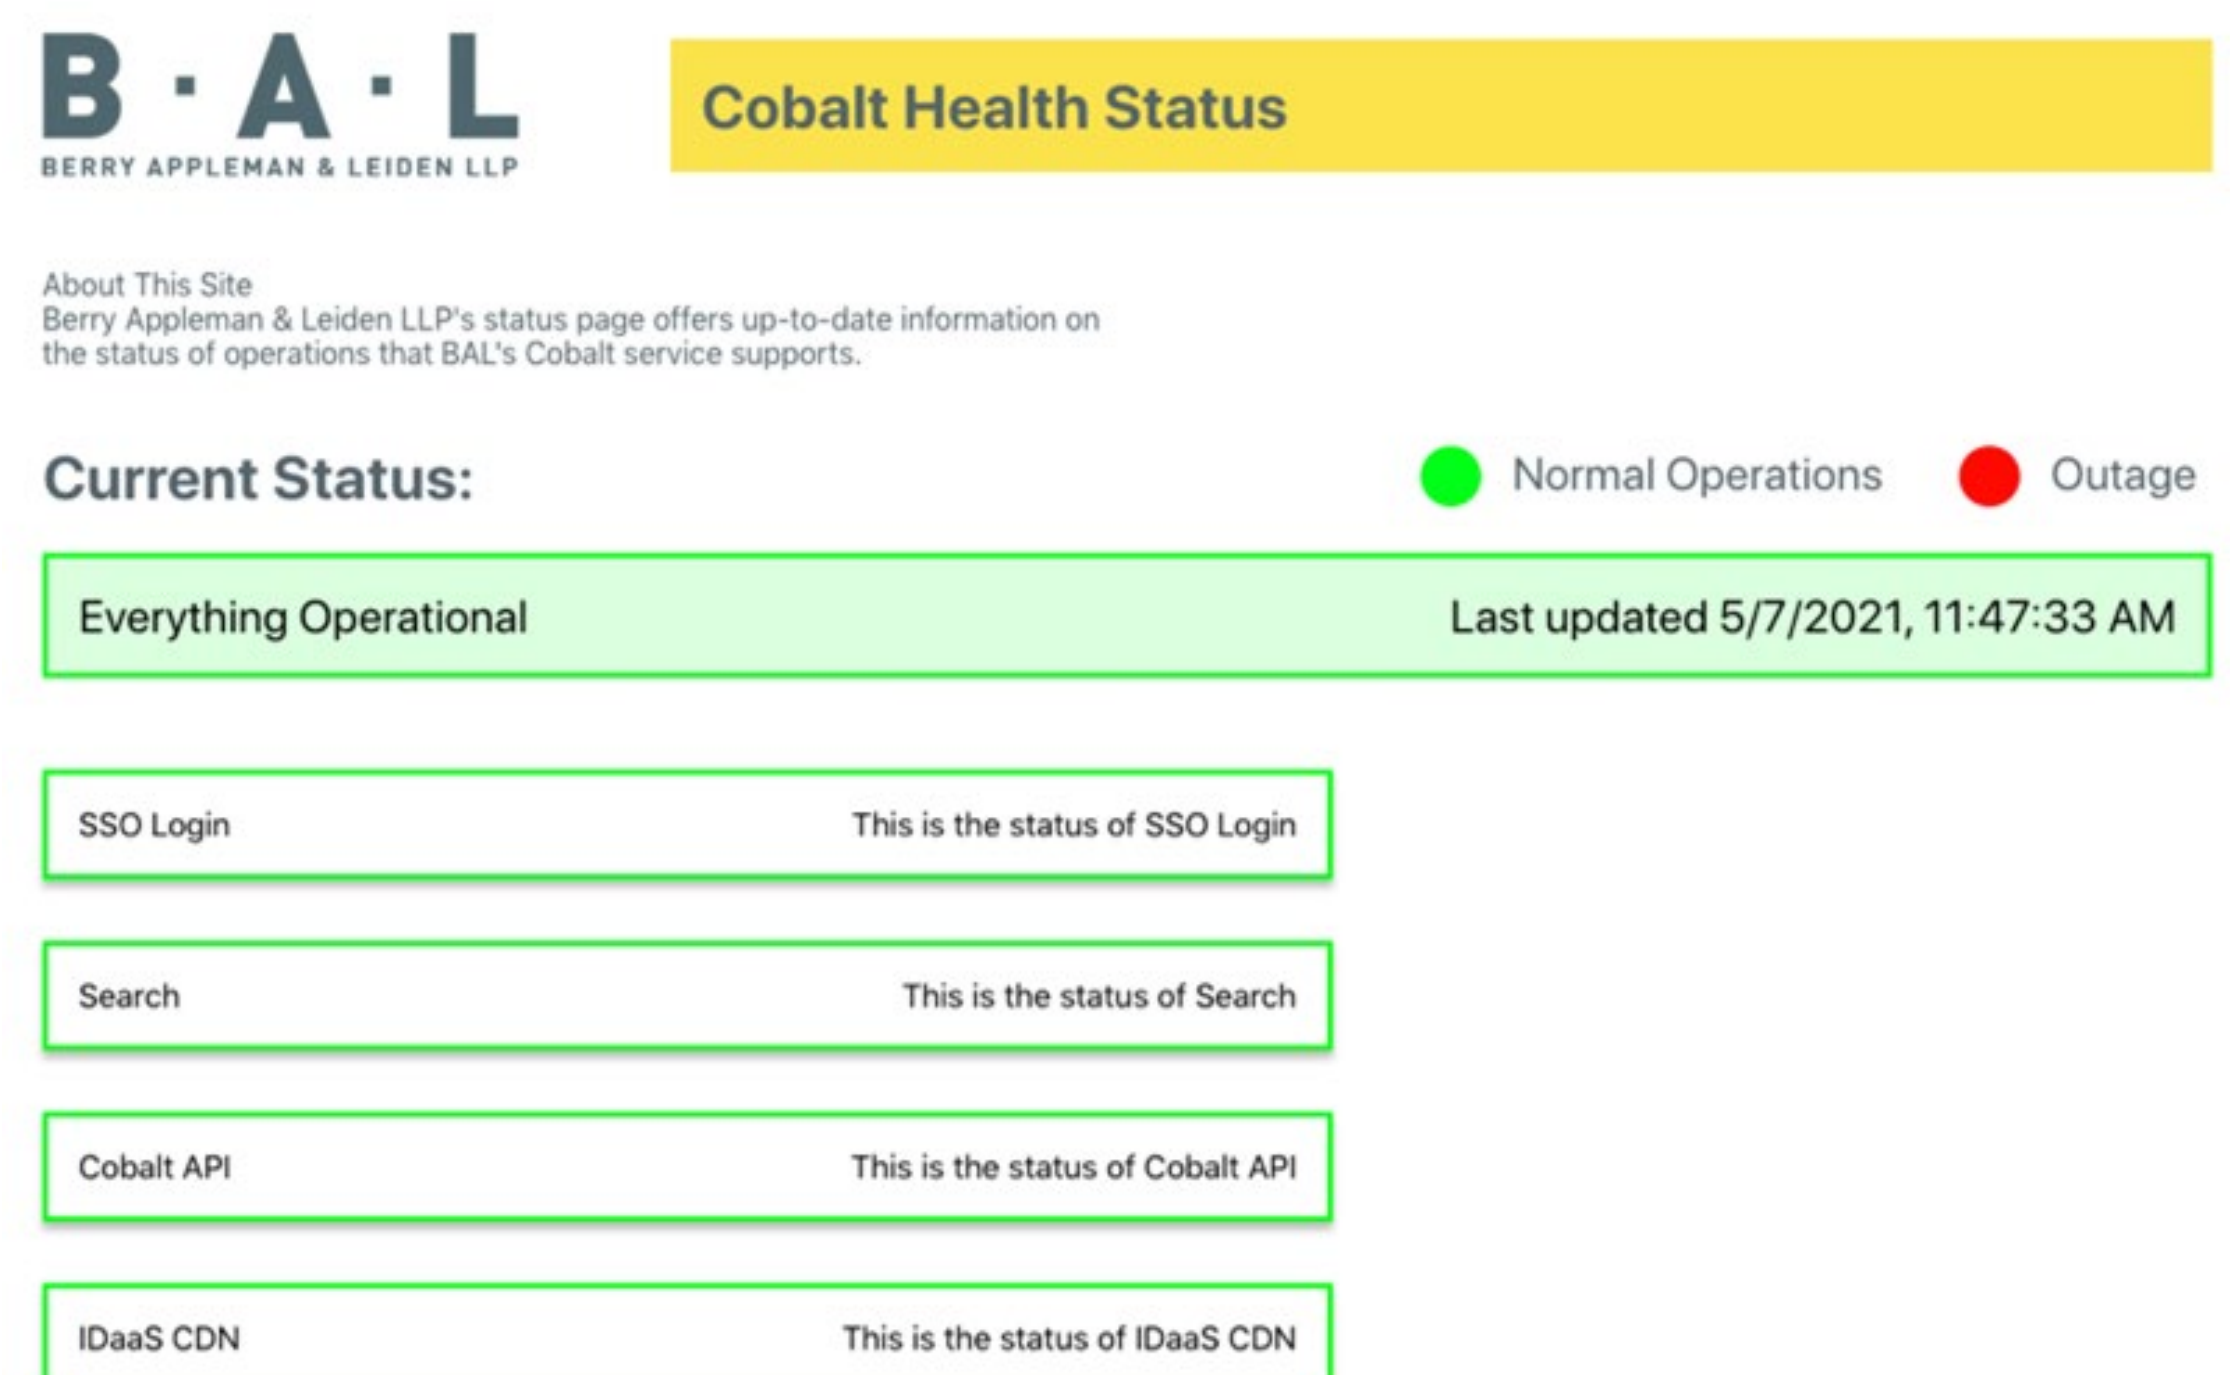 B·A·L
BERRY APPLEMAN & LEIDEN LLP
Cobalt Health Status
About This Site
Berry Appleman & Leiden LLP's status page offers up-to-date information on
the status of operations that BAL's Cobalt service supports.
Current Status:
Normal Operations
Outage
Everything Operational
Last updated 5/7/2021, 11:47:33 AM
SSO Login
This is the status of SSO Login
Search
This is the status of Search
Cobalt API
This is the status of Cobalt API
IDaaS CDN
This is the status of IDaaS CDN